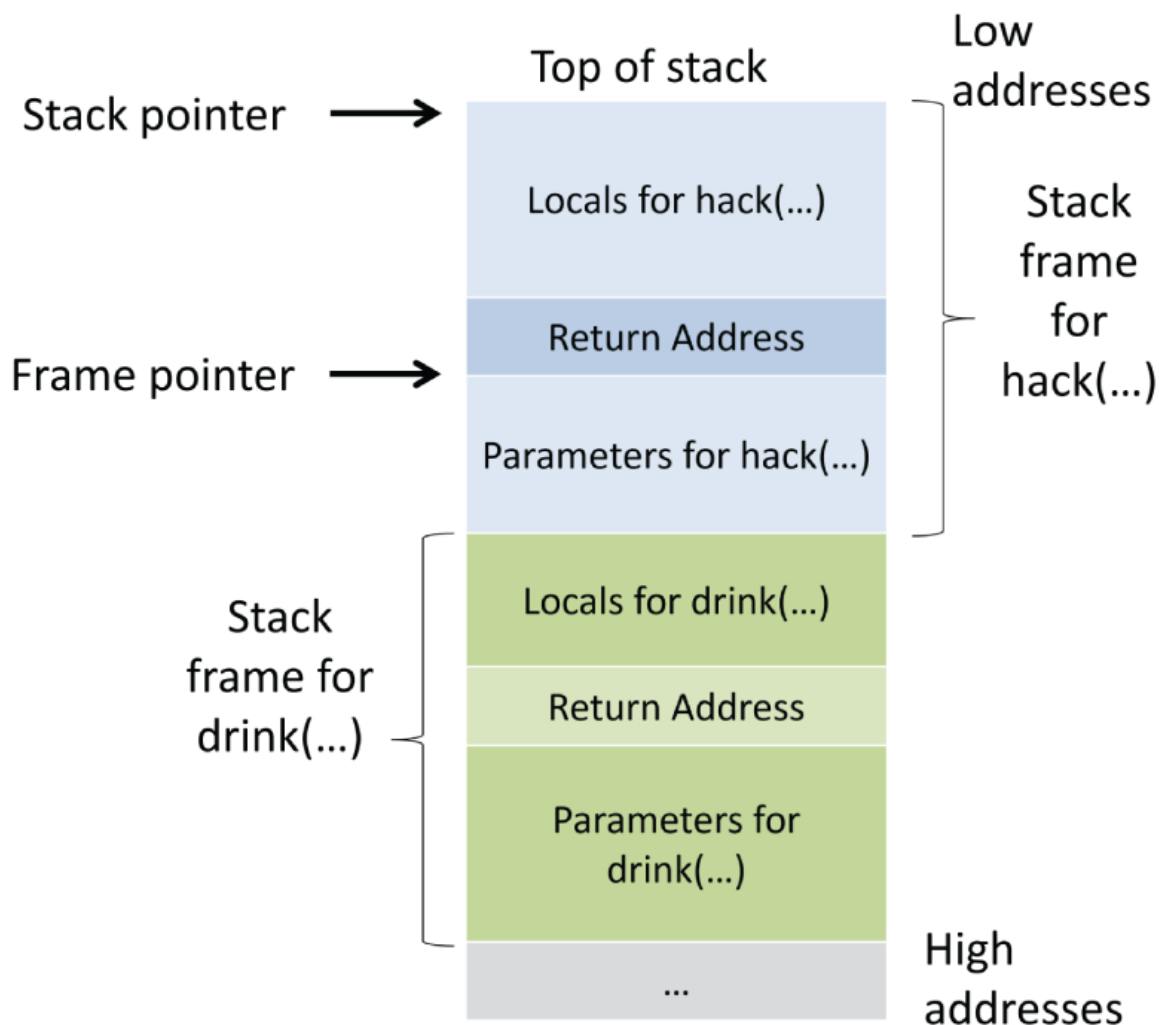 Low
addresses
Top of stack
Stack pointer
Locals for hack(...)
Stack
frame
for
hack(...)
Return Address
Frame pointer
Parameters for hack(...)
Locals for drink(...)
Stack
frame for
drink(...)
Return Address
Parameters for
drink(...)
High
addresses
...